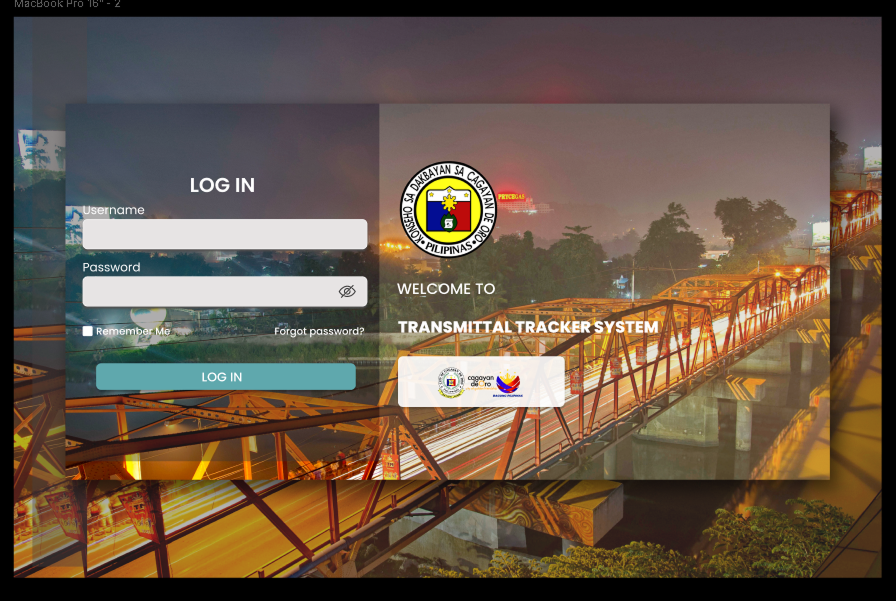 MacBook Pro 16" - 2
LOG IN
Username
Password
Remember Me
Forgot password?
LOG IN
KONSEHO SA DAKBAYAN SA CAGAYAN DE ORO
PILIPINAS
PRYCEGAS
WELCOME TO
TRANSMITTAL TRACKER SYSTEM
cagayan
de Oro
BAGONG PILIPINAS